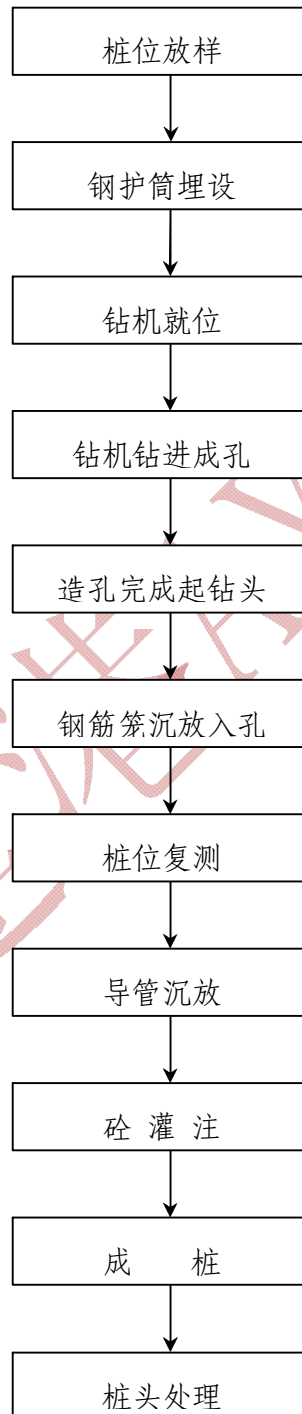 桩位放样
钢护筒埋设
钻机就位
钻机钻进成孔
造孔完成起钻头
钢筋笼沉放入孔
桩位复测
导管沉放
砼 灌 注
成 桩
桩头处理